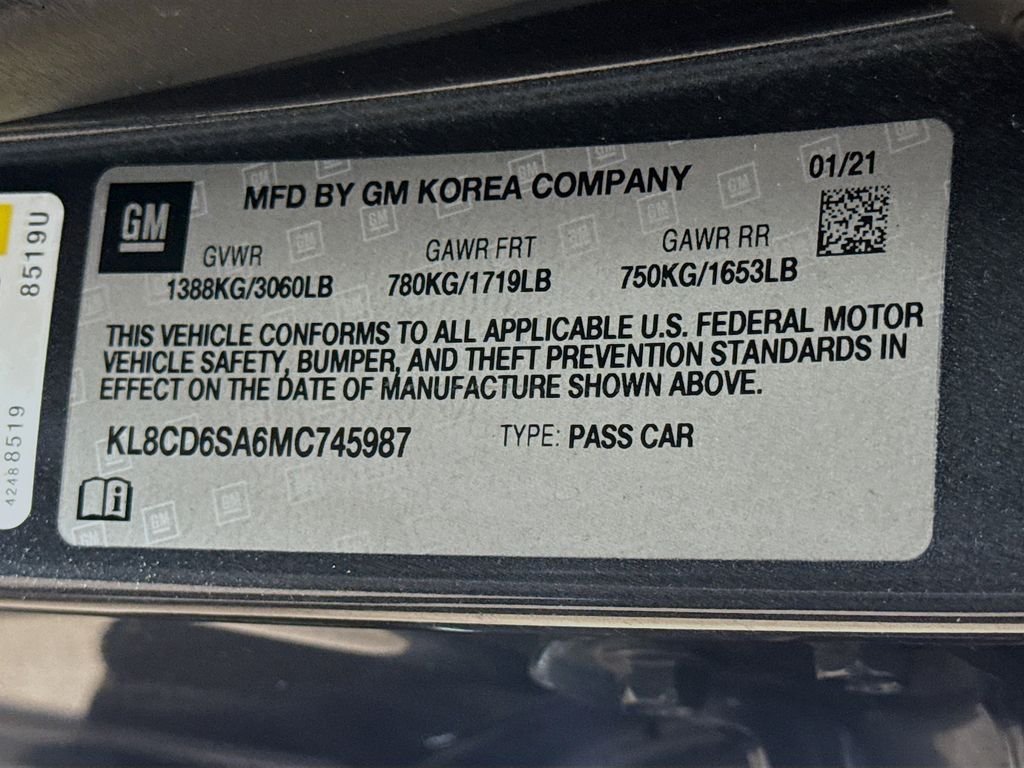 8519U
42488519
GM
MFD BY GM KOREA COMPANY
01/21
GVWR
GAWR FRT
GAWR RR
1388KG/3060LB
780KG/1719LB
750KG/1653LB
THIS VEHICLE CONFORMS TO ALL APPLICABLE U.S. FEDERAL MOTOR
VEHICLE SAFETY, BUMPER, AND THEFT PREVENTION STANDARDS IN
EFFECT ON THE DATE OF MANUFACTURE SHOWN ABOVE.
KL8CD6SA6MC745987
TYPE: PASS CAR